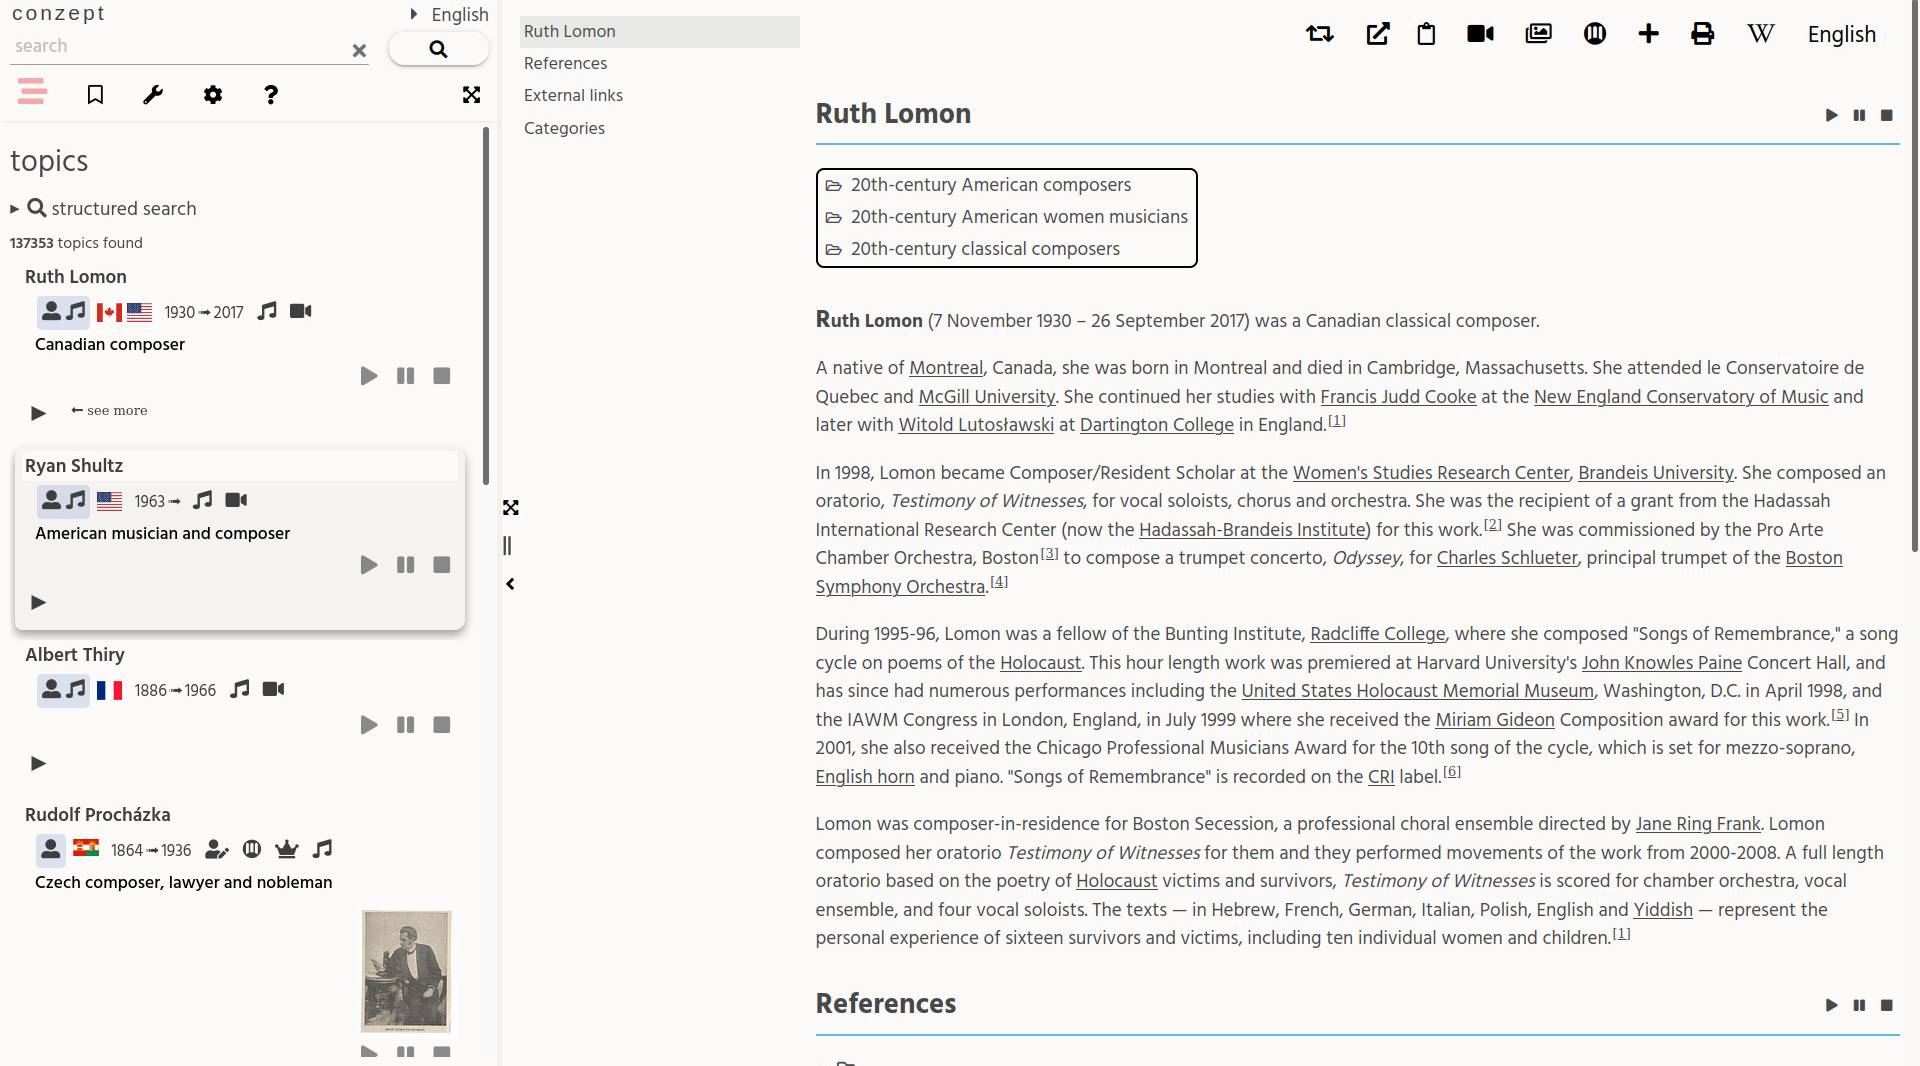 conzept
English
search
topics
structured search
137353 topics found
Ruth Lomon
1930 ➟ 2017
Canadian composer
← see more
Ryan Shultz
1963 ➟
American musician and composer
Albert Thiry
1886 ➟ 1966
Rudolf Procházka
1864 ➟ 1936
Czech composer, lawyer and nobleman
Ruth Lomon
References
External links
Categories
W
English
Ruth Lomon
20th-century American composers
20th-century American women musicians
20th-century classical composers
Ruth Lomon (7 November 1930 – 26 September 2017) was a Canadian classical composer.
A native of Montreal, Canada, she was born in Montreal and died in Cambridge, Massachusetts. She attended le Conservatoire de
Quebec and McGill University. She continued her studies with Francis Judd Cooke at the New England Conservatory of Music and
later with Witold Lutosławski at Dartington College in England.[1]
In 1998, Lomon became Composer/Resident Scholar at the Women's Studies Research Center, Brandeis University. She composed an
oratorio, Testimony of Witnesses, for vocal soloists, chorus and orchestra. She was the recipient of a grant from the Hadassah
International Research Center (now the Hadassah-Brandeis Institute) for this work.[2] She was commissioned by the Pro Arte
Chamber Orchestra, Boston[3] to compose a trumpet concerto, Odyssey, for Charles Schlueter, principal trumpet of the Boston
Symphony Orchestra.[4]
During 1995-96, Lomon was a fellow of the Bunting Institute, Radcliffe College, where she composed "Songs of Remembrance," a song
cycle on poems of the Holocaust. This hour length work was premiered at Harvard University's John Knowles Paine Concert Hall, and
has since had numerous performances including the United States Holocaust Memorial Museum, Washington, D.C. in April 1998, and
the IAWM Congress in London, England, in July 1999 where she received the Miriam Gideon Composition award for this work.[5] In
2001, she also received the Chicago Professional Musicians Award for the 10th song of the cycle, which is set for mezzo-soprano,
English horn and piano. "Songs of Remembrance" is recorded on the CRI label.[6]
Lomon was composer-in-residence for Boston Secession, a professional choral ensemble directed by Jane Ring Frank. Lomon
composed her oratorio Testimony of Witnesses for them and they performed movements of the work from 2000-2008. A full length
oratorio based on the poetry of Holocaust victims and survivors, Testimony of Witnesses is scored for chamber orchestra, vocal
ensemble, and four vocal soloists. The texts — in Hebrew, French, German, Italian, Polish, English and Yiddish — represent the
personal experience of sixteen survivors and victims, including ten individual women and children.[1]
References